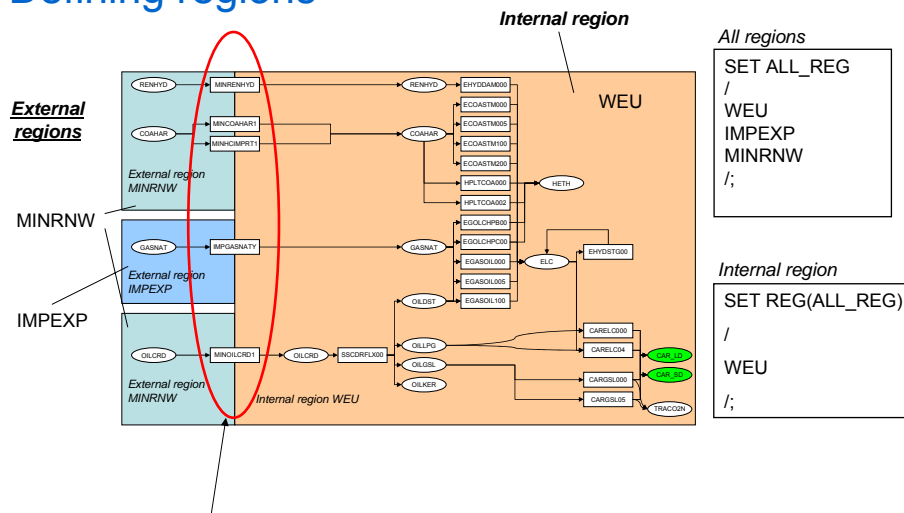 Defining regions
Internal region
All regions
SET ALL_REG
/
WEU
IMPEXP
MINRNW
/;
Internal region
SET REG(ALL_REG)
/
WEU
/;
External
regions
MINRNW
IMPEXP
WEU
RENHYD
MINRENHYD
RENHYD
EHYDDAM000
ECOASTM000
COAHAR
MINCOAHAR1
MINHCIMPRT1
COAHAR
ECOASTM005
ECOASTM100
ECOASTM200
External region
MINRNW
HPLTCOA000
HETH
HPLTCOA002
EGOLCHPB00
GASNAT
IMPGASNATY
GASNAT
EGOLCHPC00
EHYDSTG00
External region
IMPEXP
EGASOIL000
ELC
EGASOIL005
OILDST
EGASOIL100
OILLPG
CARELC000
OILCRD
MINOILCRD1
OILCRD
SSCDRFLX00
CARELC04
CAR_LD
OILGSL
CAR_SD
OILKER
CARGSL000
External region
MINRNW
Internal region WEU
CARGSL05
TRACO2N